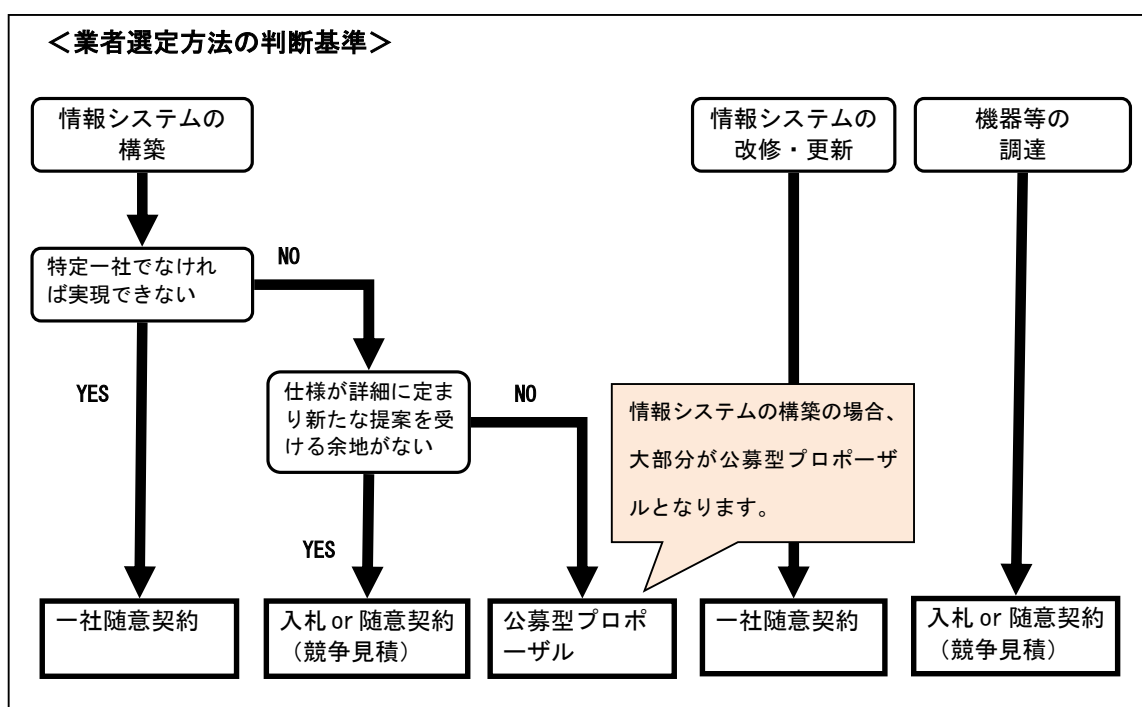 ＜業者選定方法の判断基準＞
情報システムの
構築
情報システムの
改修・更新
機器等の
調達
特定一社でなけれ
ば実現できない
NO
YES
仕様が詳細に定ま
り新たな提案を受
ける余地がない
NO
YES
情報システムの構築の場合、
大部分が公募型プロポーザ
ルとなります。
一社随意契約
入札 or 随意契約
（競争見積）
公募型プロポ
ーザル
一社随意契約
入札 or 随意契約
（競争見積）